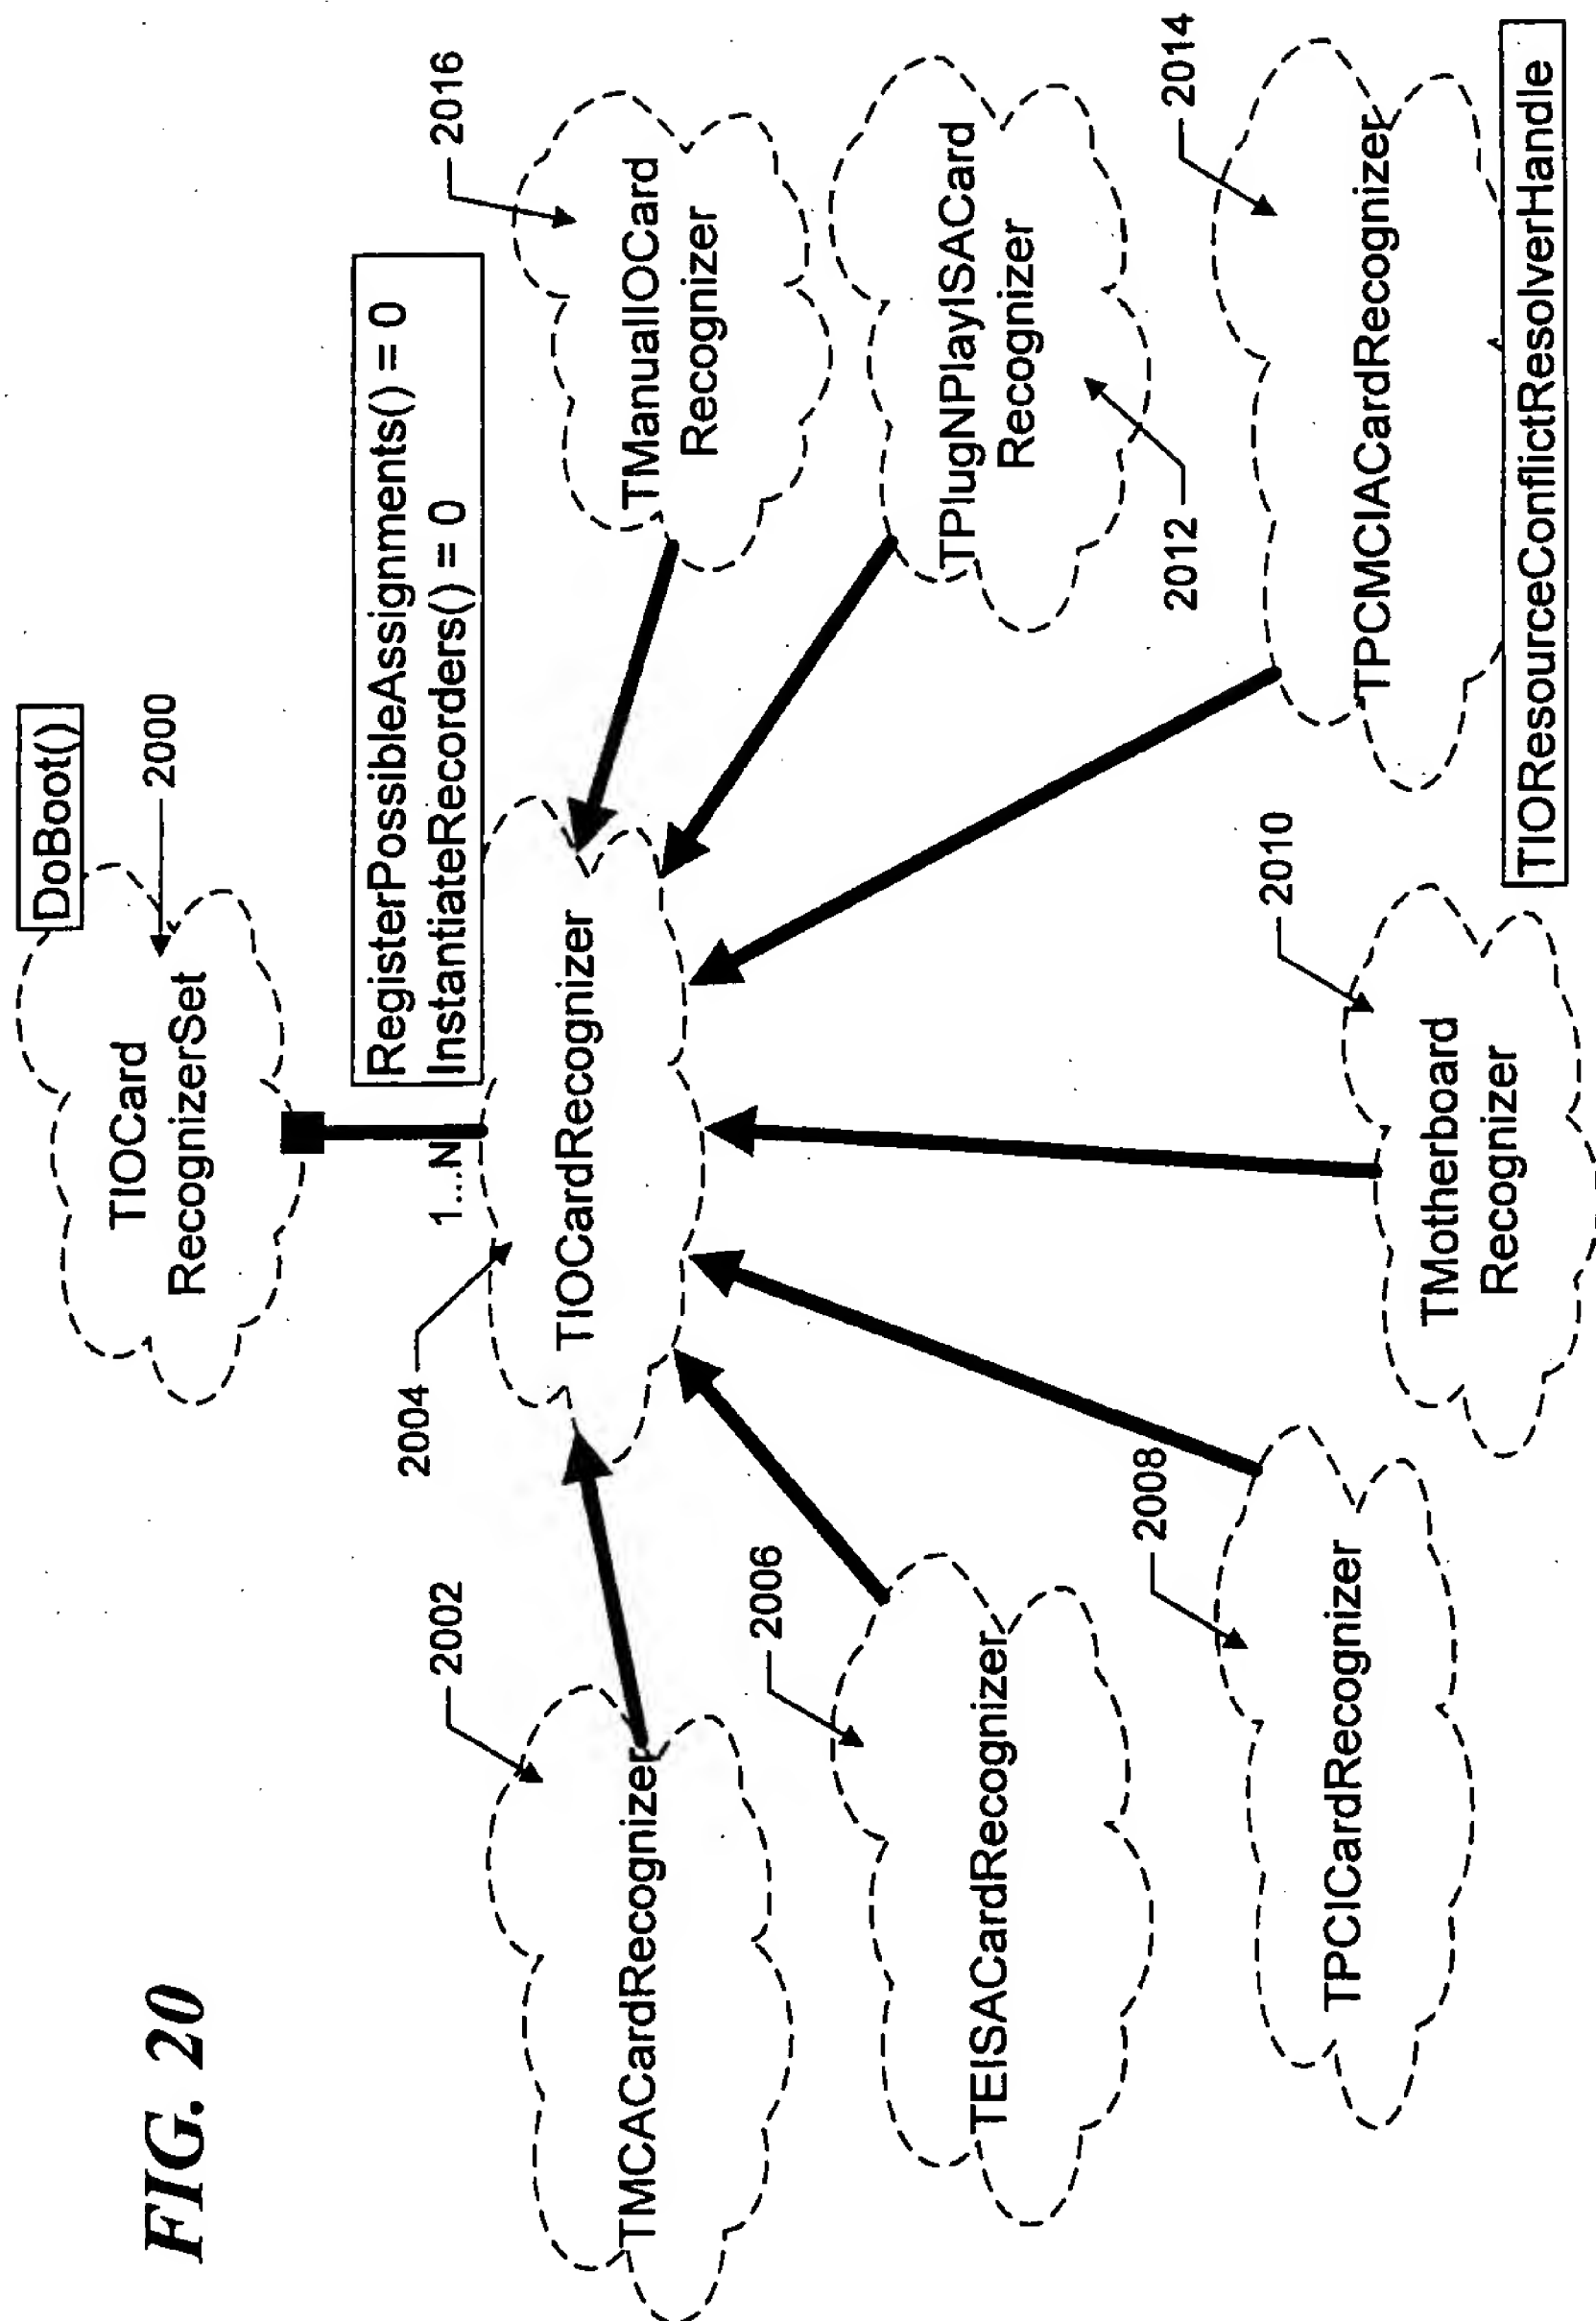 FIG. 20
DoBoot()
TIOCard
RecognizerSet
2000
RegisterPossibleAssignments() = 0
InstantiateRecorders() = 0
1...N
2004
TIOCardRecognizer
2002
TMCACardRecognizer
2016
TManualIOCard
Recognizer
2006
TEISACardRecognizer
TPlugNPlayISACard
Recognizer
2012
2008
TPCICardRecognizer
2010
TMotherboard
Recognizer
2014
TPCMCIACardRecognizer
TIOResourceConflictResolverHandle